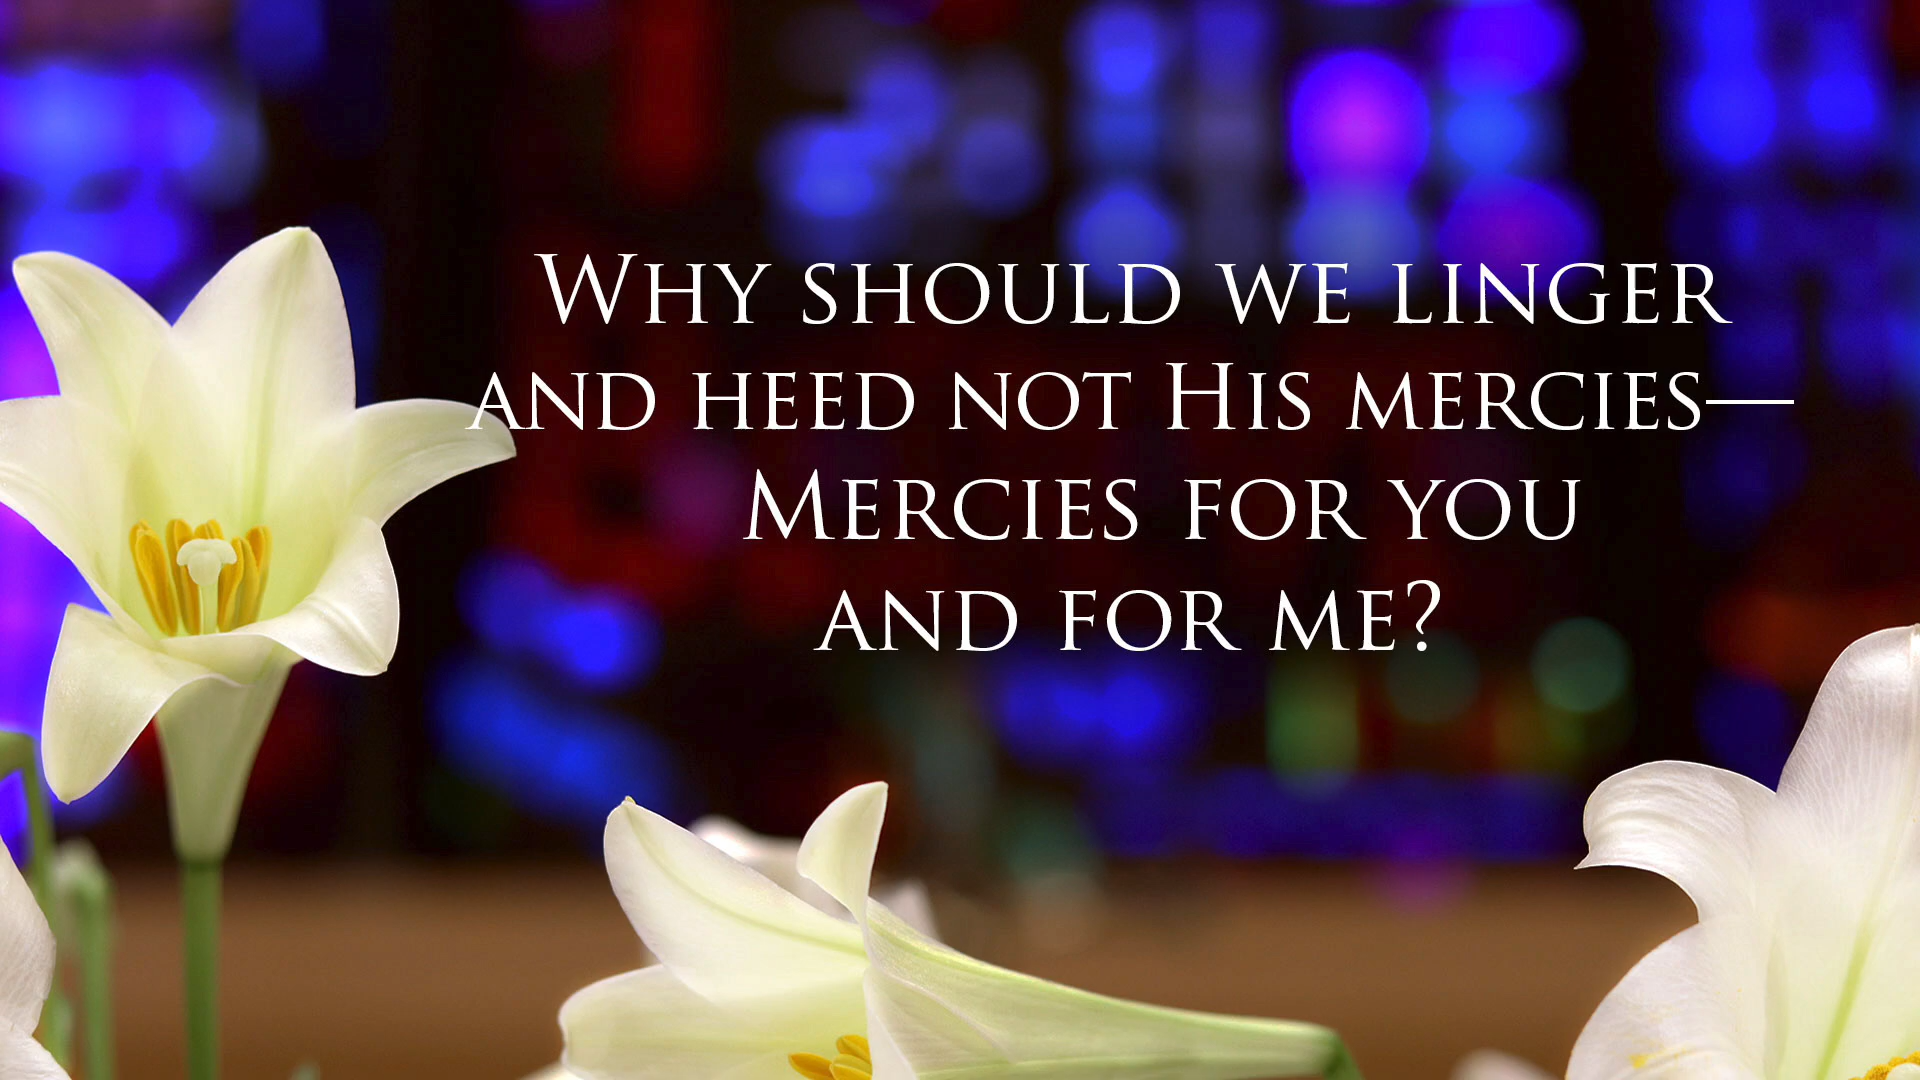 Why should we linger
and heed not His mercies—
Mercies for you
and for me?